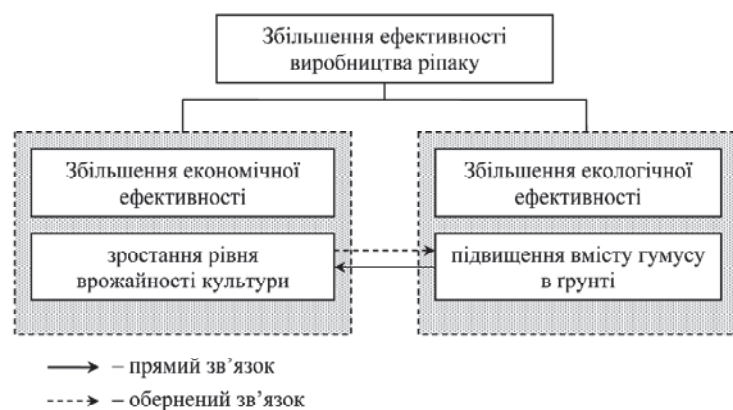 Збільшення ефективності
виробництва ріпаку
Збільшення економічної
ефективності
Збільшення екологічної
ефективності
зростання рівня
врожайності культури
підвищення вмісту гумусу
в ґрунті
– прямий зв’язок
– обернений зв’язок